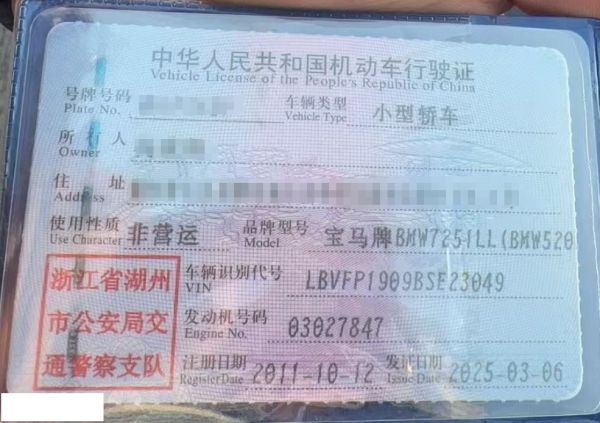 中华人民共和国机动车行驶证
Vehicle License of the People's Republic of China
号牌号码 车辆类型 小型轿车
Plate No. Vehicle Type
所有人
Owner
住址
Address
使用性质 非营运 品牌型号 宝马牌BMW7251LL(BMW520
Use Character Model
浙江省湖州
市公安局交
通警察支队
车辆识别代号 LBVFP1909BSE23049
VIN
发动机号码 03027847
Engine No.
注册日期 2011-10-12 发证日期 2025-03-06
Register Date Issue Date